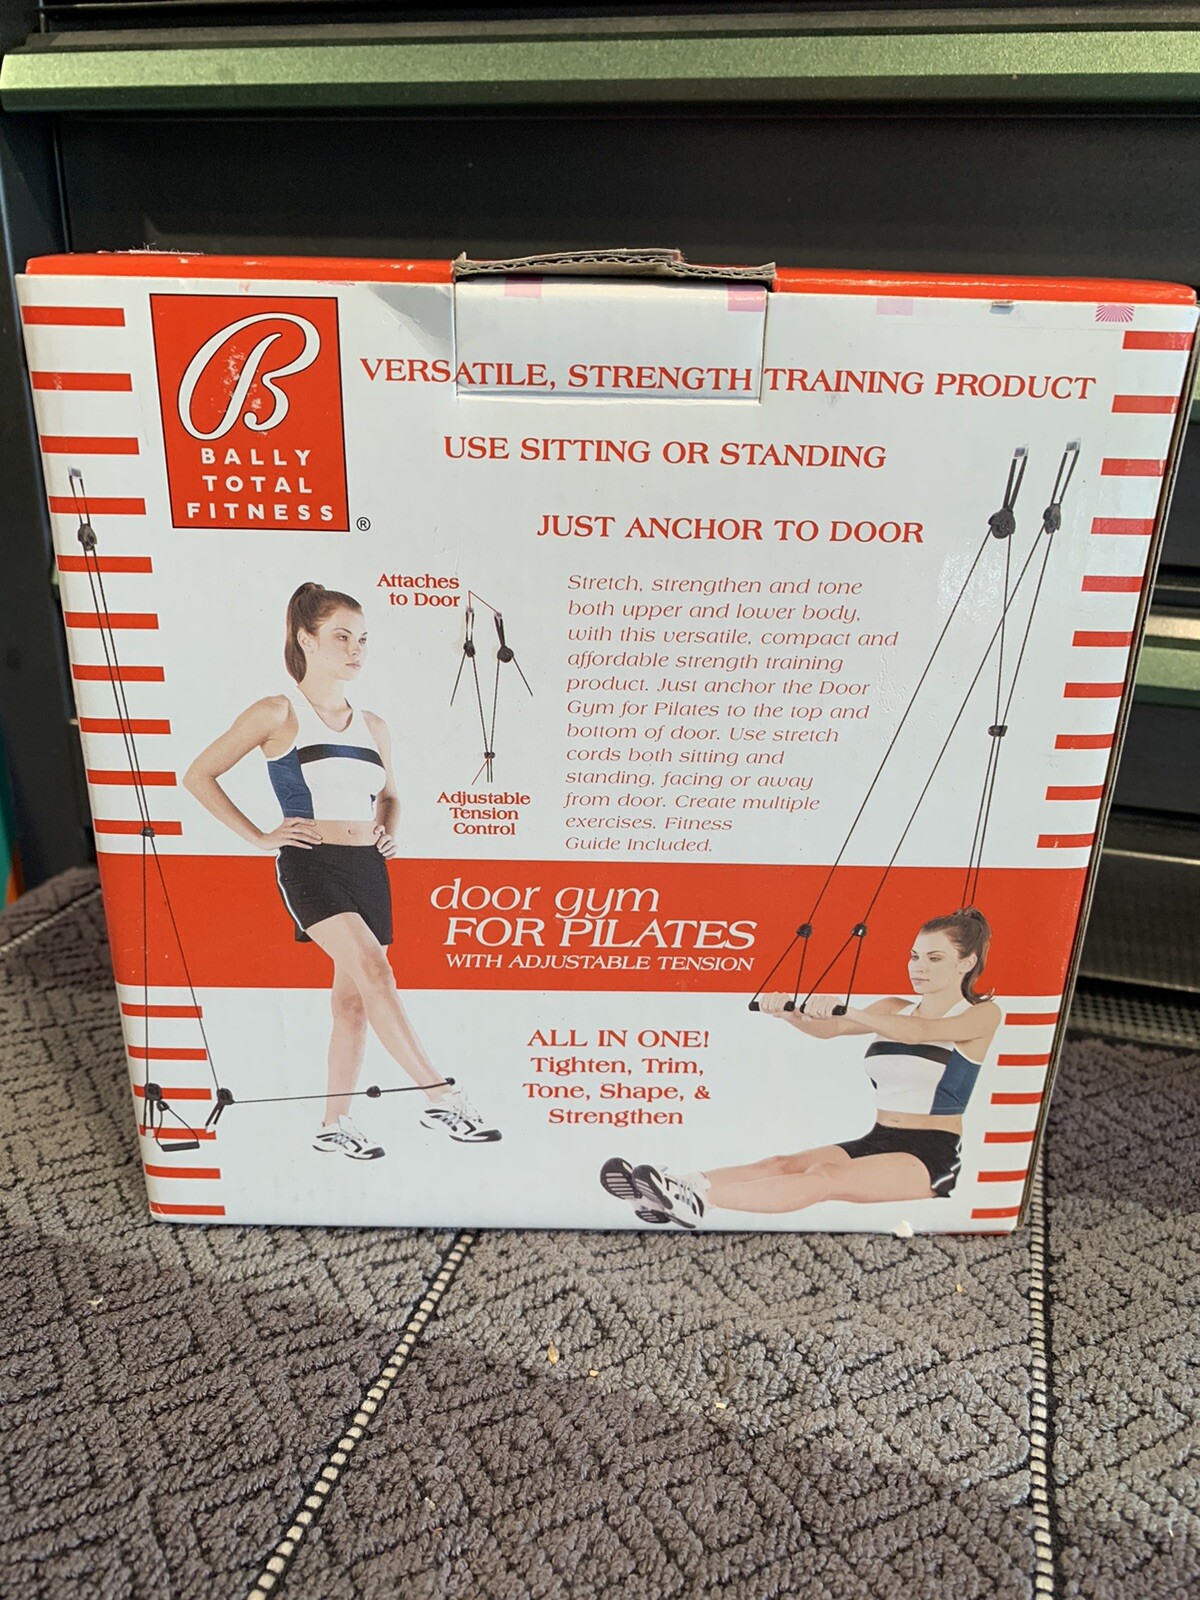 B
BALLY
TOTAL
FITNESS
®
VERSATILE, STRENGTH TRAINING PRODUCT
USE SITTING OR STANDING
JUST ANCHOR TO DOOR
Attaches
to Door
Adjustable
Tension
Control
Stretch, strengthen and tone
both upper and lower body,
with this versatile, compact and
affordable strength training
product. Just anchor the Door
Gym for Pilates to the top and
bottom of door. Use stretch
cords both sitting and
standing, facing or away
from door. Create multiple
exercises. Fitness
Guide Included.
door gym
FOR PILATES
WITH ADJUSTABLE TENSION
ALL IN ONE!
Tighten, Trim,
Tone, Shape, &
Strengthen